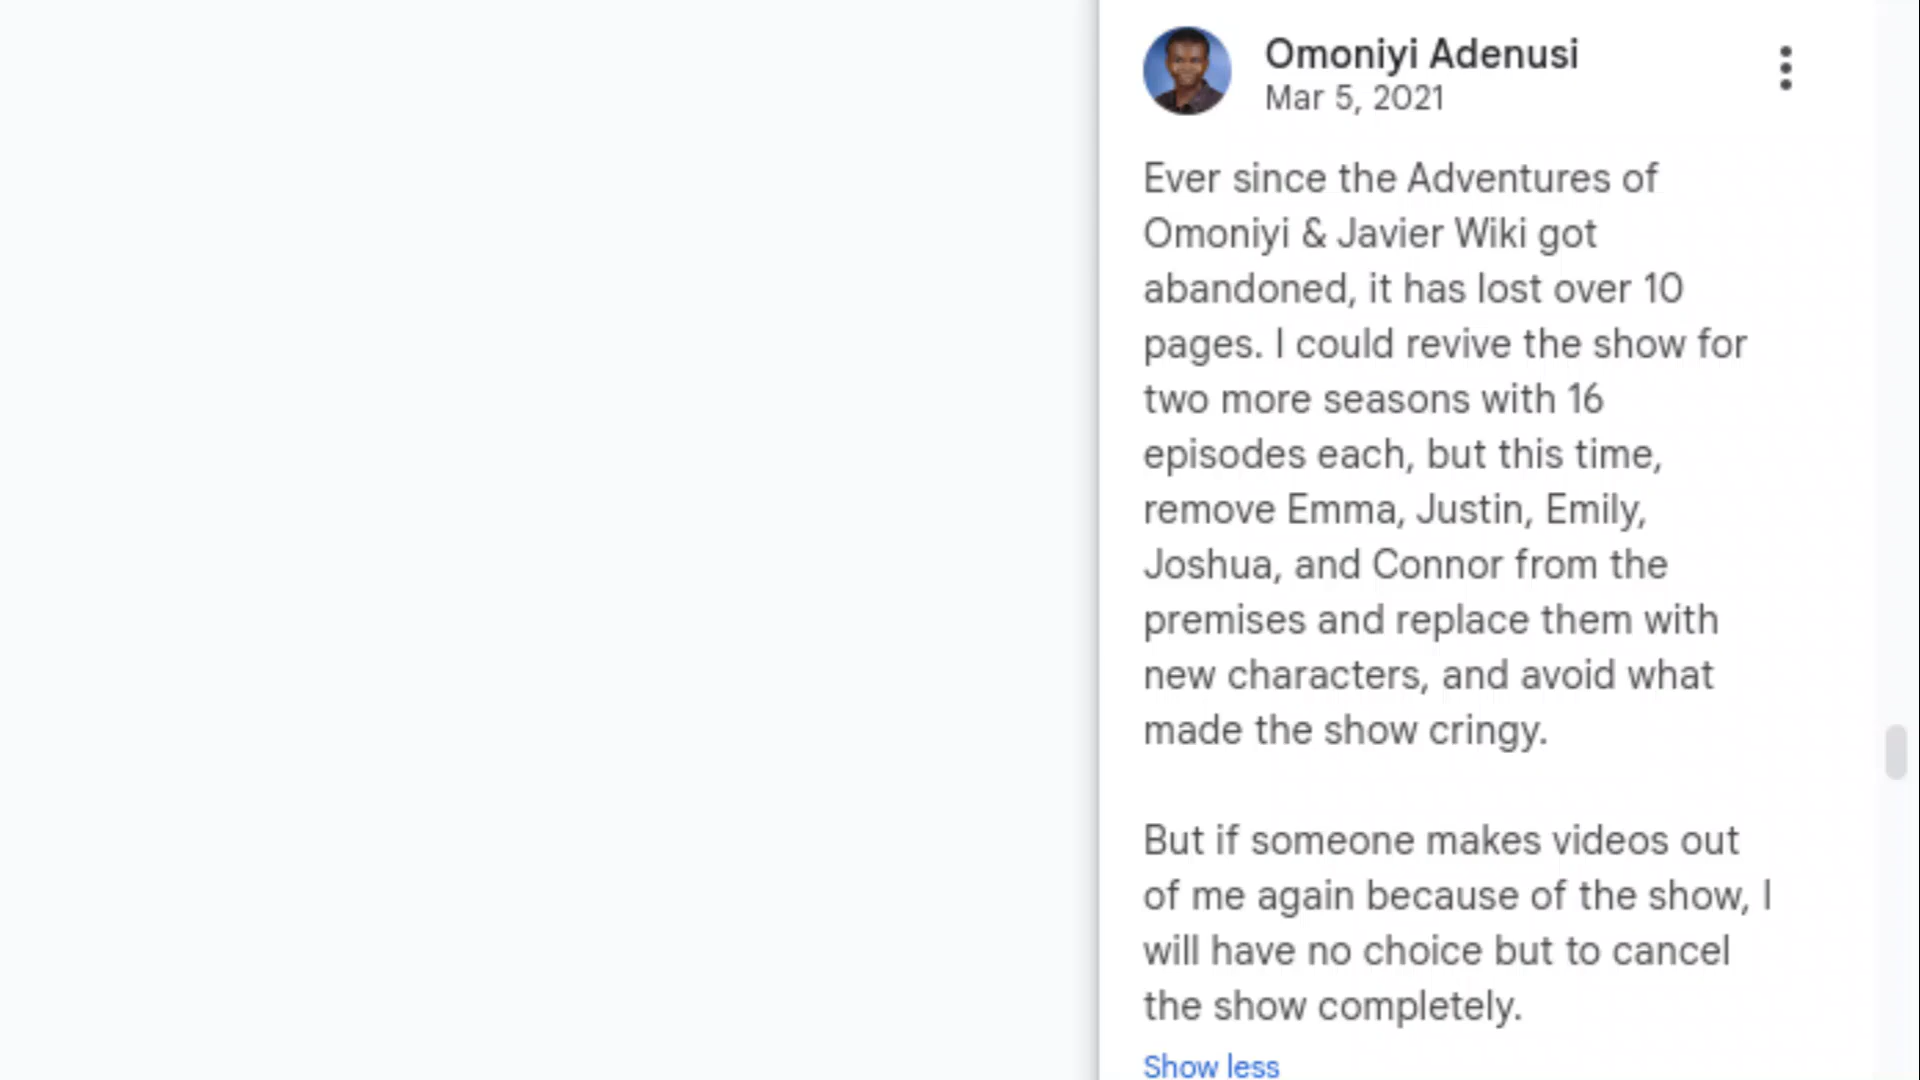 Omoniyi Adenusi
Mar 5, 2021
Ever since the Adventures of
Omoniyi & Javier Wiki got
abandoned, it has lost over 10
pages. I could revive the show for
two more seasons with 16
episodes each, but this time,
remove Emma, Justin, Emily,
Joshua, and Connor from the
premises and replace them with
new characters, and avoid what
made the show cringy.
But if someone makes videos out
of me again because of the show, I
will have no choice but to cancel
the show completely.
Show less